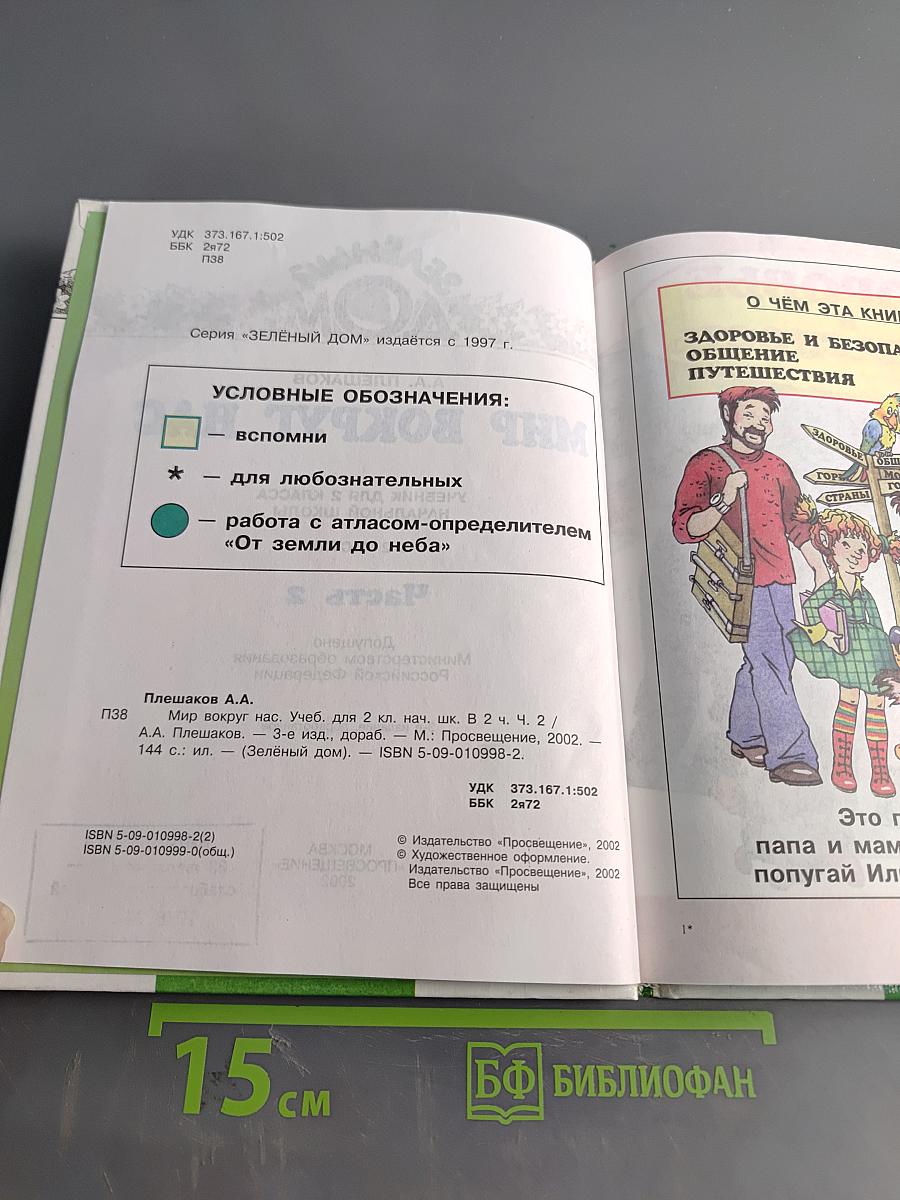 УДК 373.167.1:502
ББК 2я72
П38
Серия «ЗЕЛЁНЫЙ ДОМ» издаётся с 1997 г.
УСЛОВНЫЕ ОБОЗНАЧЕНИЯ:
— вспомни
* — для любознательных
— работа с атласом-определителем
«От земли до неба»
Плешаков А.А.
П38 Мир вокруг нас. Учеб. для 2 кл. нач. шк. В 2 ч. Ч. 2 /
А.А. Плешаков. — 3-е изд., дораб. — М.: Просвещение, 2002. —
144 с.: ил. — (Зелёный дом). — ISBN 5-09-010998-2.
УДК 373.167.1:502
ББК 2я72
ISBN 5-09-010998-2(2)
ISBN 5-09-010999-0(общ.)
© Издательство «Просвещение», 2002
© Художественное оформление.
Издательство «Просвещение», 2002
Все права защищены
О ЧЁМ ЭТА КНИ
ЗДОРОВЬЕ И БЕЗОПА
ОБЩЕНИЕ
ПУТЕШЕСТВИЯ
ЗДОРОВЬЕ
ОБЩ
ГОР
МО
СТРАНЫ
ГО
Это п
папа и мам
попугай Ил
1*
15 см
БФ БИБЛИОФАН